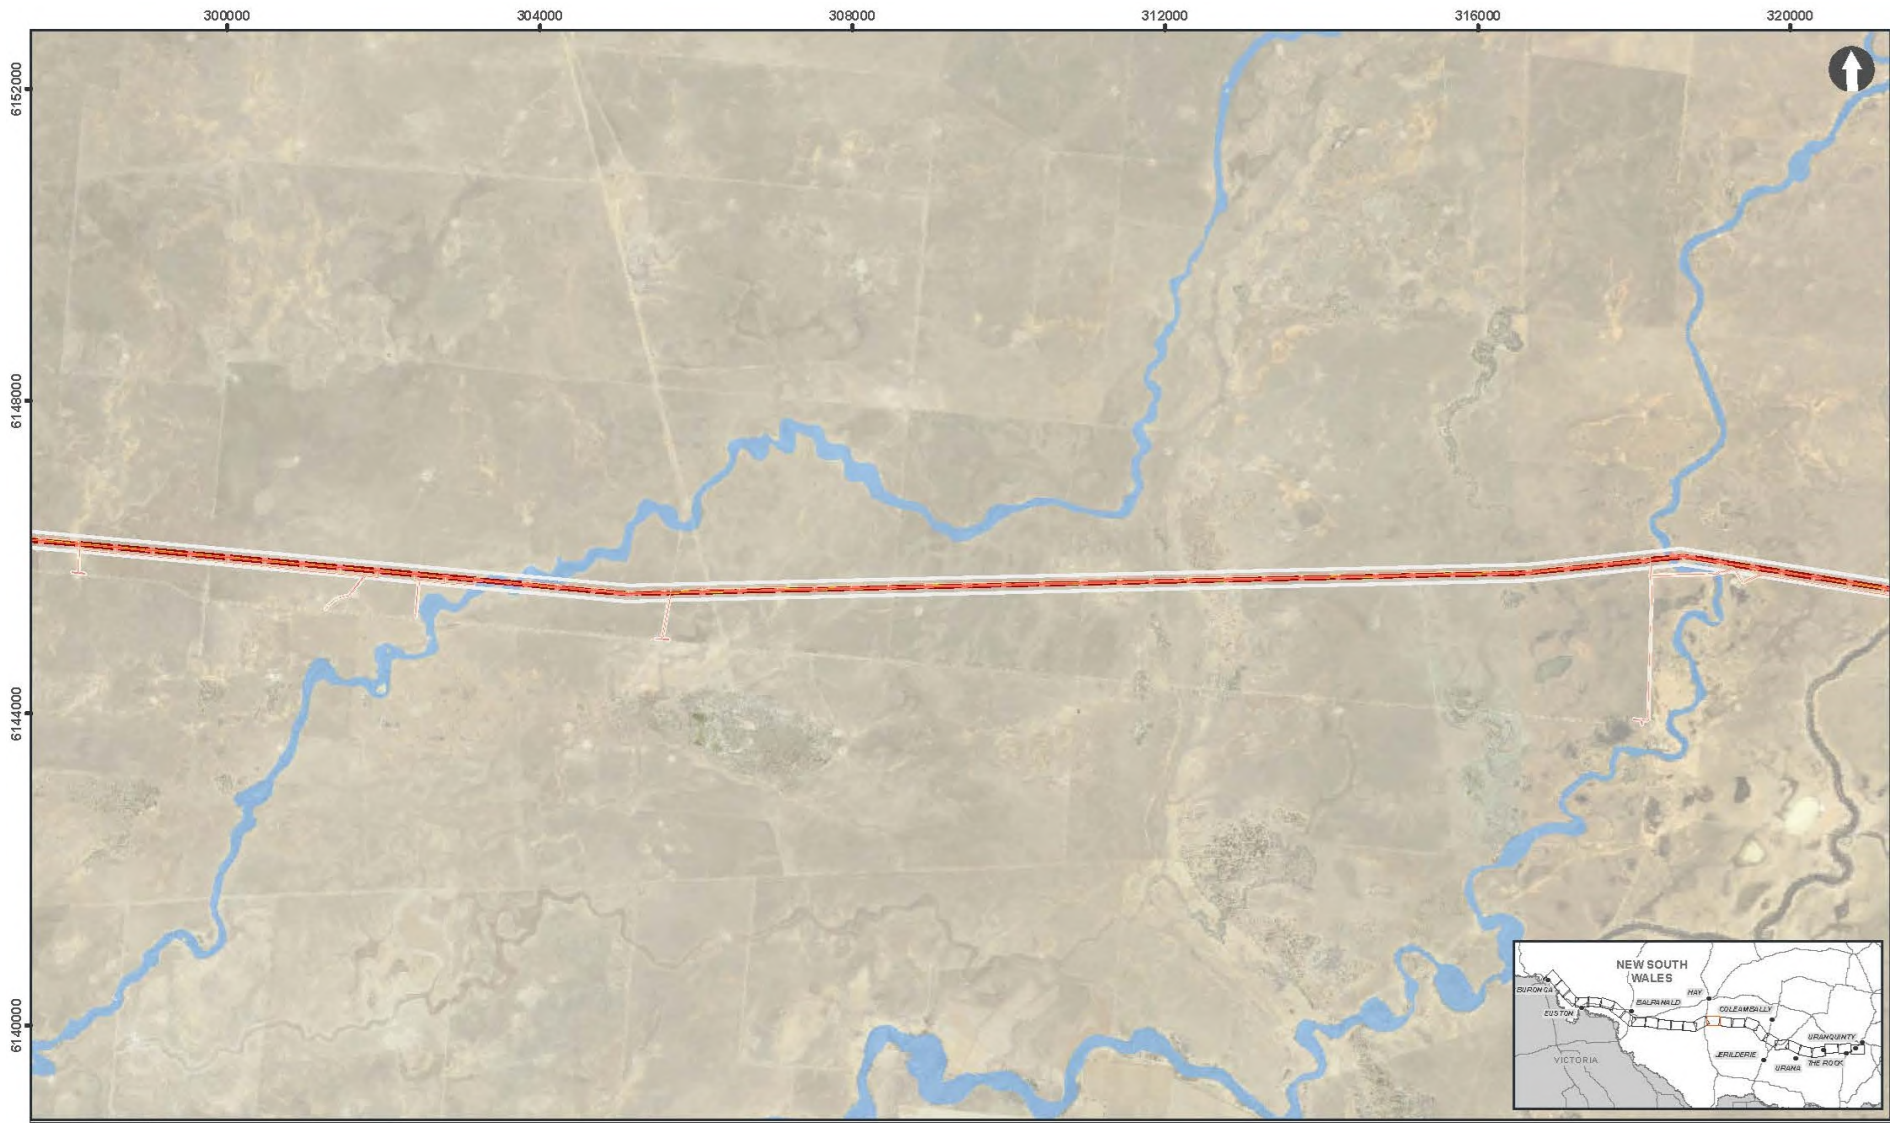 300000 304000 308000 312000 316000 320000
6152000
6148000
6144000
6140000
NEW SOUTH
WALES
BURONGA
EUSTON
BALRANALD
HAY
COLEAMBALLY
JERILDERIE
URANQUINTY
URANA
THE ROCK
VICTORIA